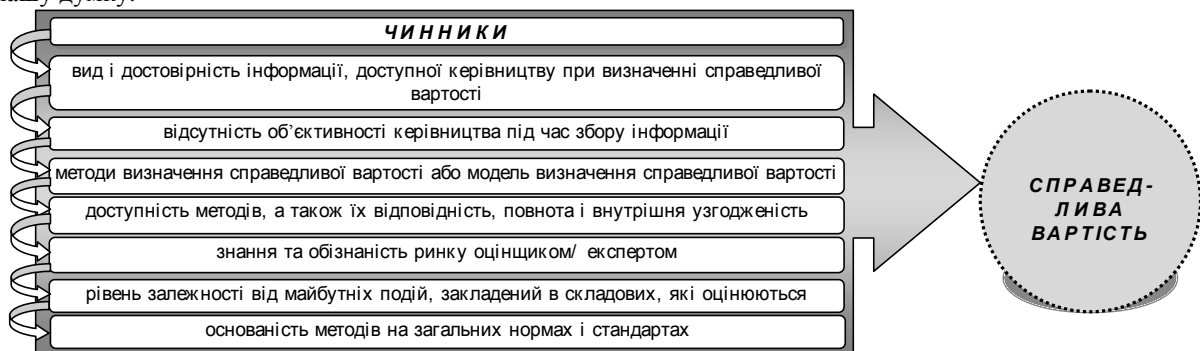 нашу думку.
ЧИННИКИ
вид і достовірність інформації, доступної керівництву при визначенні справедливої
вартості
відсутність об’єктивності керівництва під час збору інформації
методи визначення справедливої вартості або модель визначення справедливої вартості
доступність методів, а також їх відповідність, повнота і внутрішня узгодженість
знання та обізнаність ринку оцінщиком/ експертом
рівень залежності від майбутніх подій, закладений в складових, які оцінюються
основаність методів на загальних нормах і стандартах
СПРАВЕД-
ЛИВА
ВАРТІСТЬ